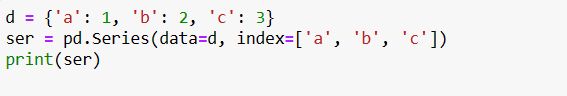 d = {'a': 1, 'b': 2, 'c': 3}
ser = pd.Series(data=d, index=['a', 'b', 'c'])
print(ser)